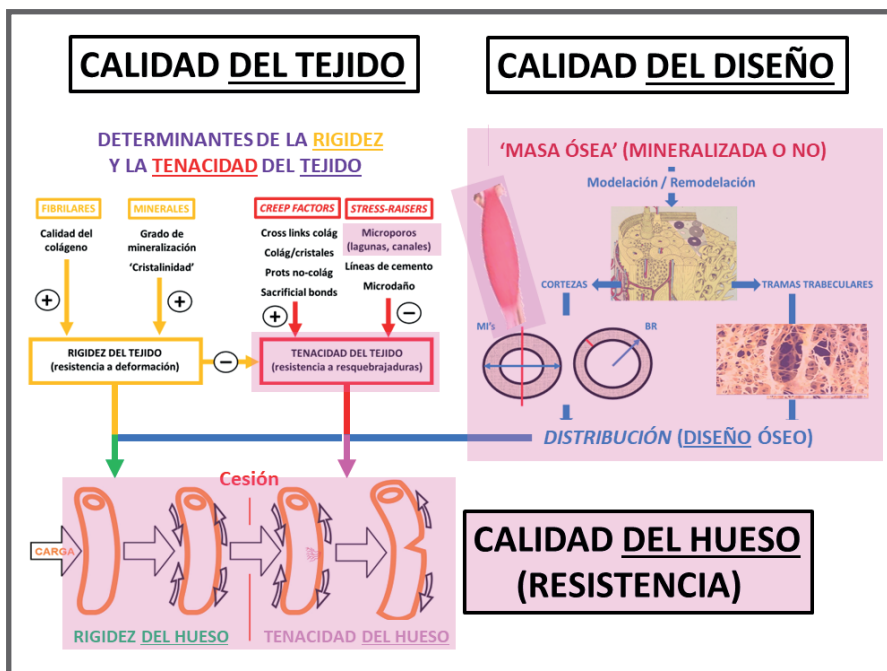 CALIDAD DEL TEJIDO
CALIDAD DEL DISEÑO
DETERMINANTES DE LA RIGIDEZ
Y LA TENACIDAD DEL TEJIDO
FIBRILARES
MINERALES
CREEP FACTORS
STRESS-RAISERS
Calidad del
colágeno
Grado de
mineralización
‘Cristalinidad’
Cross links colág
Colág/cristales
Prots no-colág
Sacrificial bonds
Microporos
(lagunas, canales)
Líneas de cemento
Microdaño
+
+
+
−
RIGIDEZ DEL TEJIDO
(resistencia a deformación)
−
TENACIDAD DEL TEJIDO
(resistencia a resquebrajaduras)
‘MASA ÓSEA’ (MINERALIZADA O NO)
Modelación / Remodelación
CORTEZAS
TRAMAS TRABECULARES
MI's
BR
DISTRIBUCIÓN (DISEÑO ÓSEO)
Cesión
CARGA
RIGIDEZ DEL HUESO
TENACIDAD DEL HUESO
CALIDAD DEL HUESO
(RESISTENCIA)